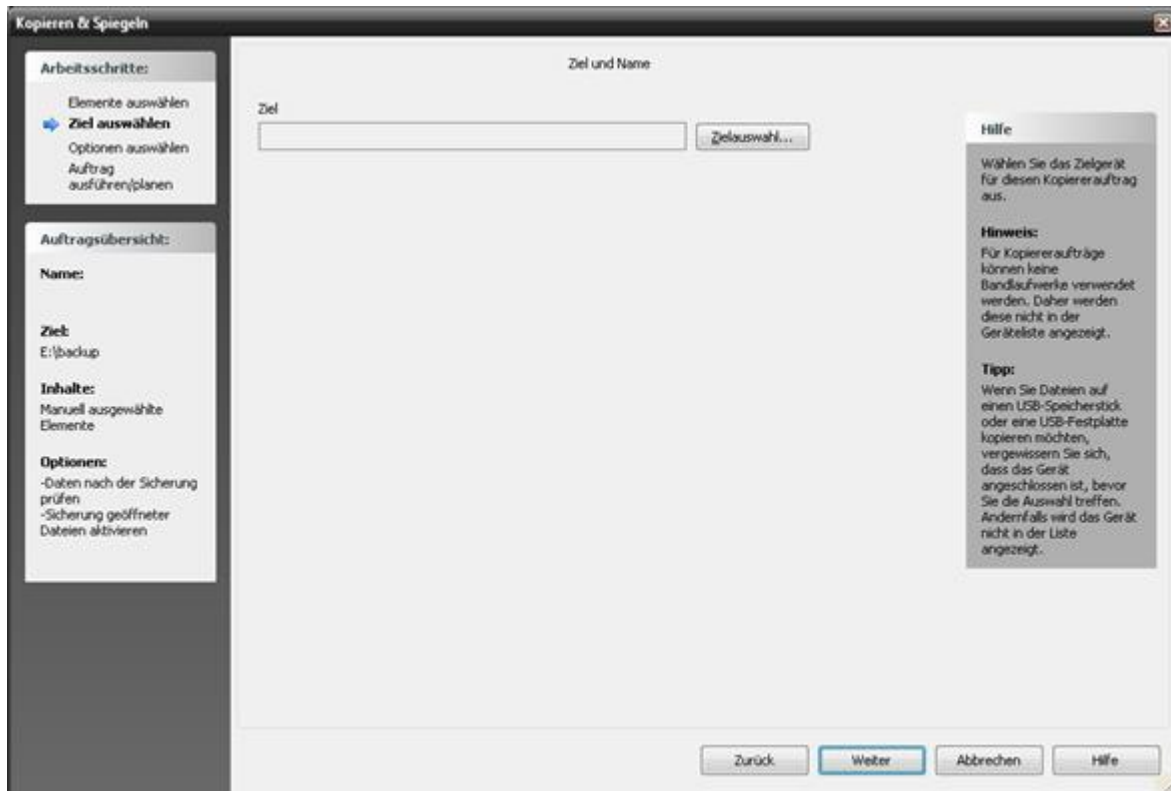 Kopieren & Spiegeln
Arbeitsschritte:
Elemente auswählen
Ziel auswählen
Optionen auswählen
Auftrag
ausführen/planen
Auftragsübersicht:
Name:
Ziel:
E:\backup
Inhalte:
Manuell ausgewählte
Elemente
Optionen:
-Daten nach der Sicherung
prüfen
-Sicherung geöffneter
Dateien aktivieren
Ziel und Name
Ziel
Zielauswahl...
Hilfe
Wählen Sie das Zielgerät
für diesen Kopiererauftrag
aus.
Hinweis:
Für Kopiereraufträge
können keine
Bandlaufwerke verwendet
werden. Daher werden
diese nicht in der
Geräteliste angezeigt.
Tipp:
Wenn Sie Dateien auf
einen USB-Speicherstick
oder eine USB-Festplatte
kopieren möchten,
vergewissern Sie sich,
dass das Gerät
angeschlossen ist, bevor
Sie die Auswahl treffen.
Andernfalls wird das Gerät
nicht in der Liste
angezeigt.
Zurück
Weiter
Abbrechen
Hilfe